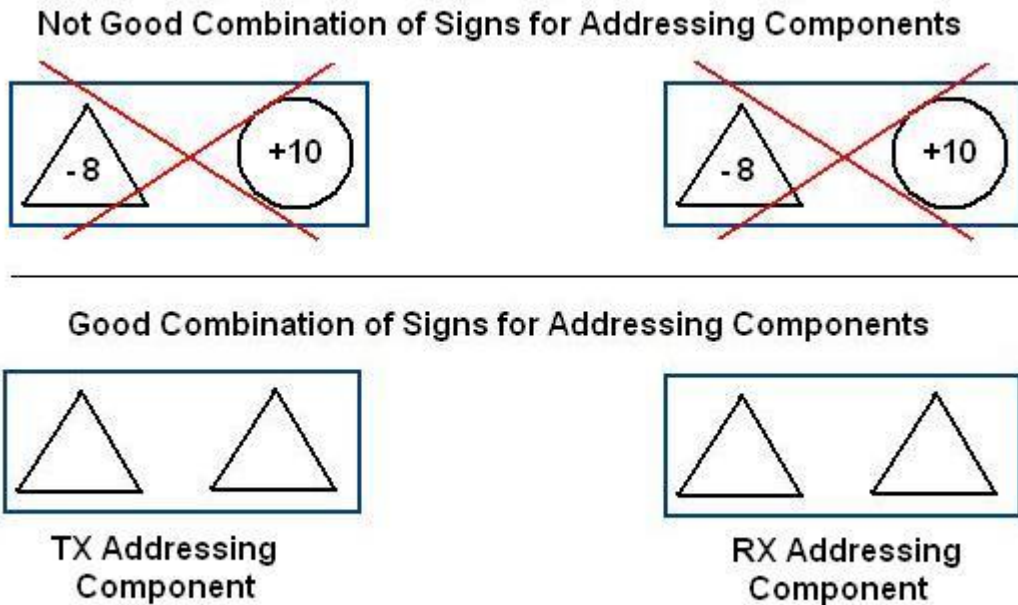 Not Good Combination of Signs for Addressing Components
-8
+10
-8
+10
Good Combination of Signs for Addressing Components
TX Addressing
Component
RX Addressing
Component